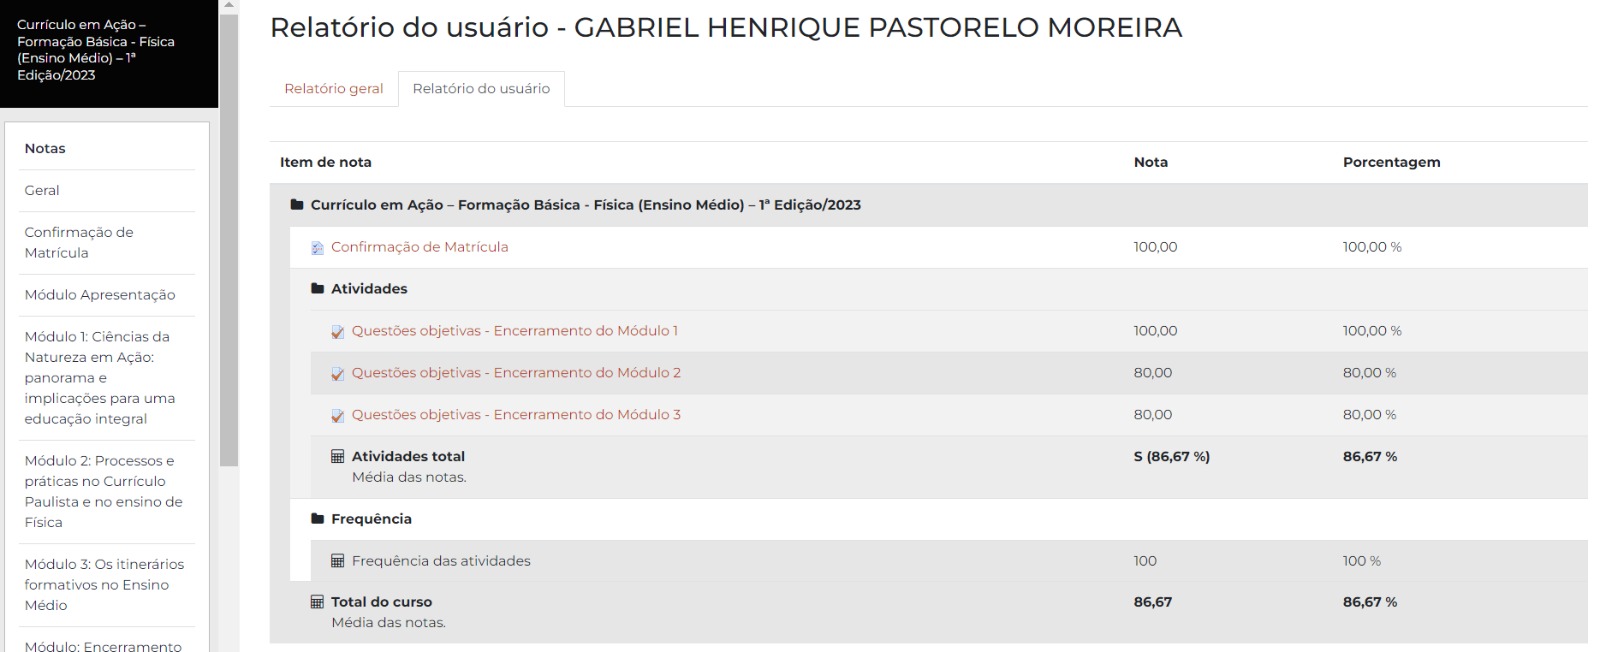 Currículo em Ação –
Formação Básica - Física
(Ensino Médio) – 1ª
Edição/2023
Notas
Geral
Confirmação de
Matrícula
Módulo Apresentação
Módulo 1: Ciências da
Natureza em Ação:
panorama e
implicações para uma
educação integral
Módulo 2: Processos e
práticas no Currículo
Paulista e no ensino de
Física
Módulo 3: Os itinerários
formativos no Ensino
Médio
Módulo: Encerramento
Relatório do usuário - GABRIEL HENRIQUE PASTORELO MOREIRA
Relatório geral Relatório do usuário
Item de nota Nota Porcentagem
Currículo em Ação – Formação Básica - Física (Ensino Médio) – 1ª Edição/2023
Confirmação de Matrícula 100,00 100,00 %
Atividades
Questões objetivas - Encerramento do Módulo 1 100,00 100,00 %
Questões objetivas - Encerramento do Módulo 2 80,00 80,00 %
Questões objetivas - Encerramento do Módulo 3 80,00 80,00 %
Atividades total S (86,67 %) 86,67 %
Média das notas.
Frequência
Frequência das atividades 100 100 %
Total do curso 86,67 86,67 %
Média das notas.